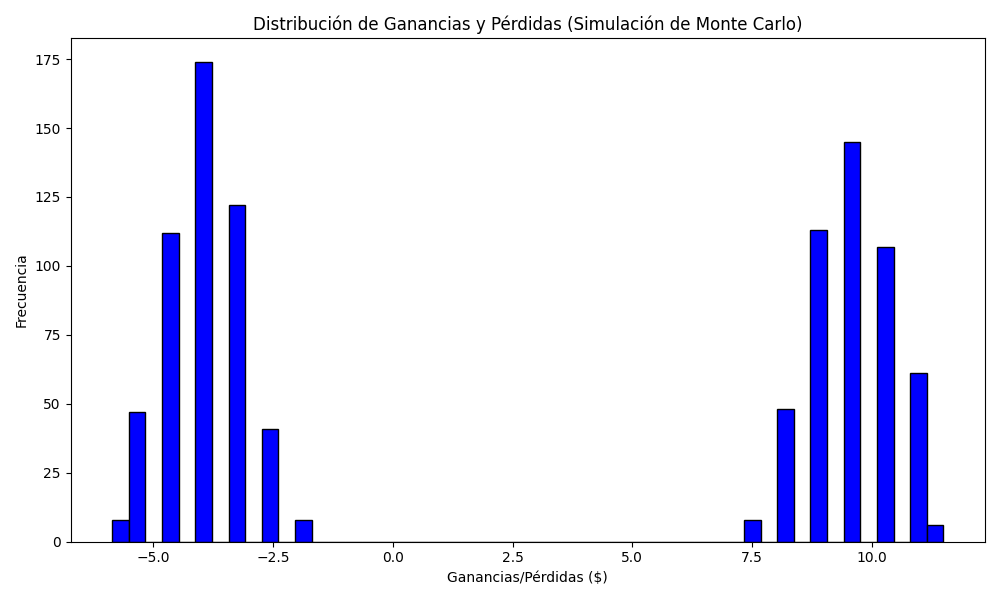 Distribución de Ganancias y Pérdidas (Simulación de Monte Carlo)
175
150
125
100
75
50
25
0
Frecuencia
−5.0 −2.5 0.0 2.5 5.0 7.5 10.0
Ganancias/Pérdidas ($)